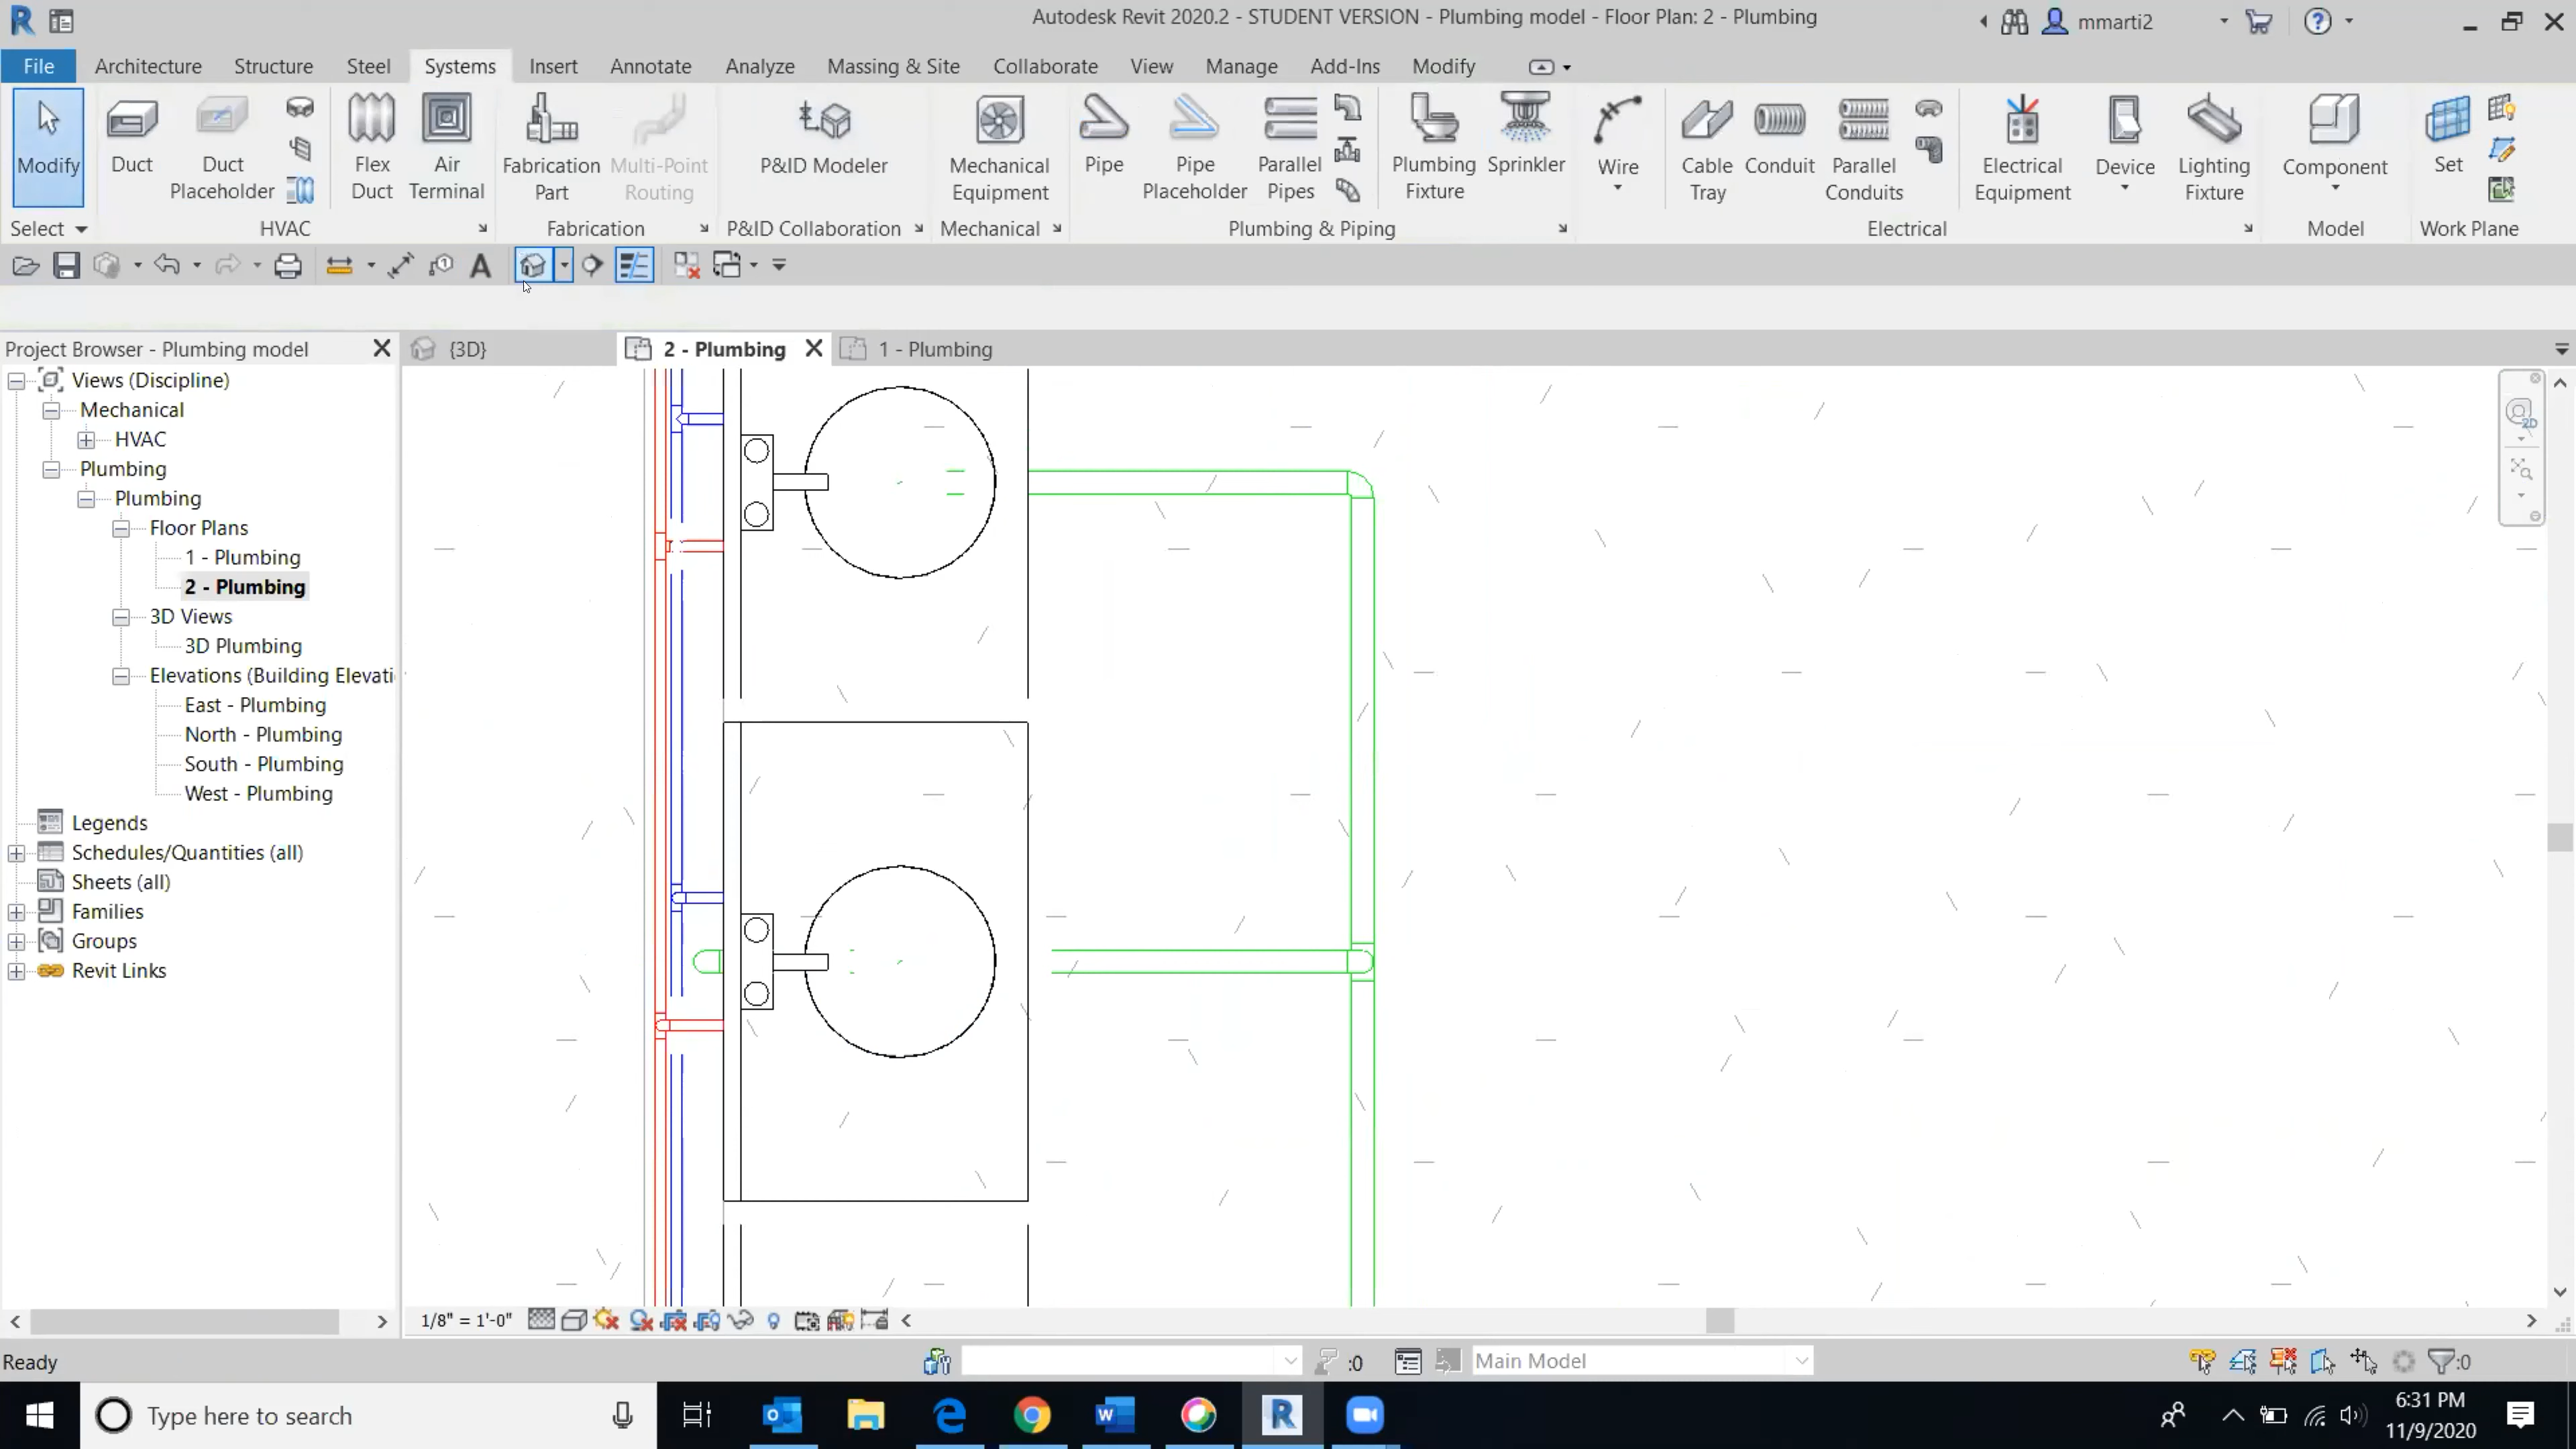 Autodesk Revit 2020.2 - STUDENT VERSION - Plumbing model - Floor Plan: 2 - Plumbing
mmarti2
File Architecture Structure Steel Systems Insert Annotate Analyze Massing & Site Collaborate View Manage Add-Ins Modify
Modify
Duct
Duct Placeholder
Flex Duct
Air Terminal
Fabrication Part
Multi-Point Routing
P&ID Modeler
Mechanical Equipment
Pipe
Pipe Placeholder
Parallel Pipes
Plumbing Fixture
Sprinkler
Wire
Cable Tray
Conduit
Parallel Conduits
Electrical Equipment
Device
Lighting Fixture
Component
Set
Select HVAC Fabrication P&ID Collaboration Mechanical Plumbing & Piping Electrical Model Work Plane
A
Project Browser - Plumbing model
{3D} 2 - Plumbing 1 - Plumbing
2D
Views (Discipline)
Mechanical
HVAC
Plumbing
Plumbing
Floor Plans
1 - Plumbing
2 - Plumbing
3D Views
3D Plumbing
Elevations (Building Elevati
East - Plumbing
North - Plumbing
South - Plumbing
West - Plumbing
Legends
Schedules/Quantities (all)
Sheets (all)
Families
Groups
Revit Links
1/8" = 1'-0"
Ready
:0
Main Model
:0
Type here to search
6:31 PM
11/9/2020